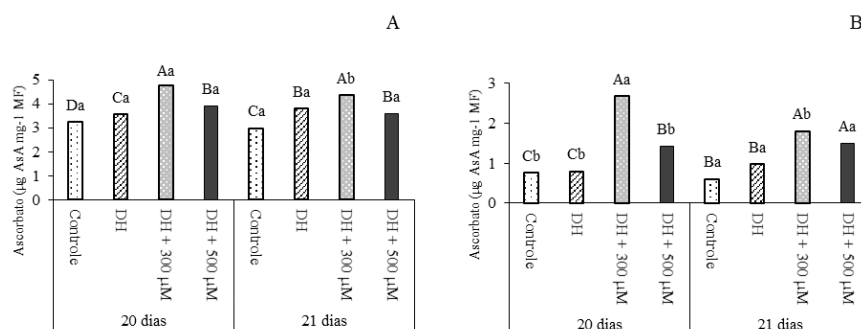 A
Ascorbato (µg AsA mg-1 MF)
5
4
3
2
1
0
Da
Ca
Aa
Ba
Ca
Ba
Ab
Ba
Controle
DH
DH + 300 µM
DH + 500 µM
Controle
DH
DH + 300 µM
DH + 500 µM
20 dias
21 dias
B
Ascorbato (µg AsA mg-1 MF)
3
2
1
0
Cb
Cb
Aa
Bb
Ba
Ba
Ab
Aa
Controle
DH
DH + 300 µM
DH + 500 µM
Controle
DH
DH + 300 µM
DH + 500 µM
20 dias
21 dias